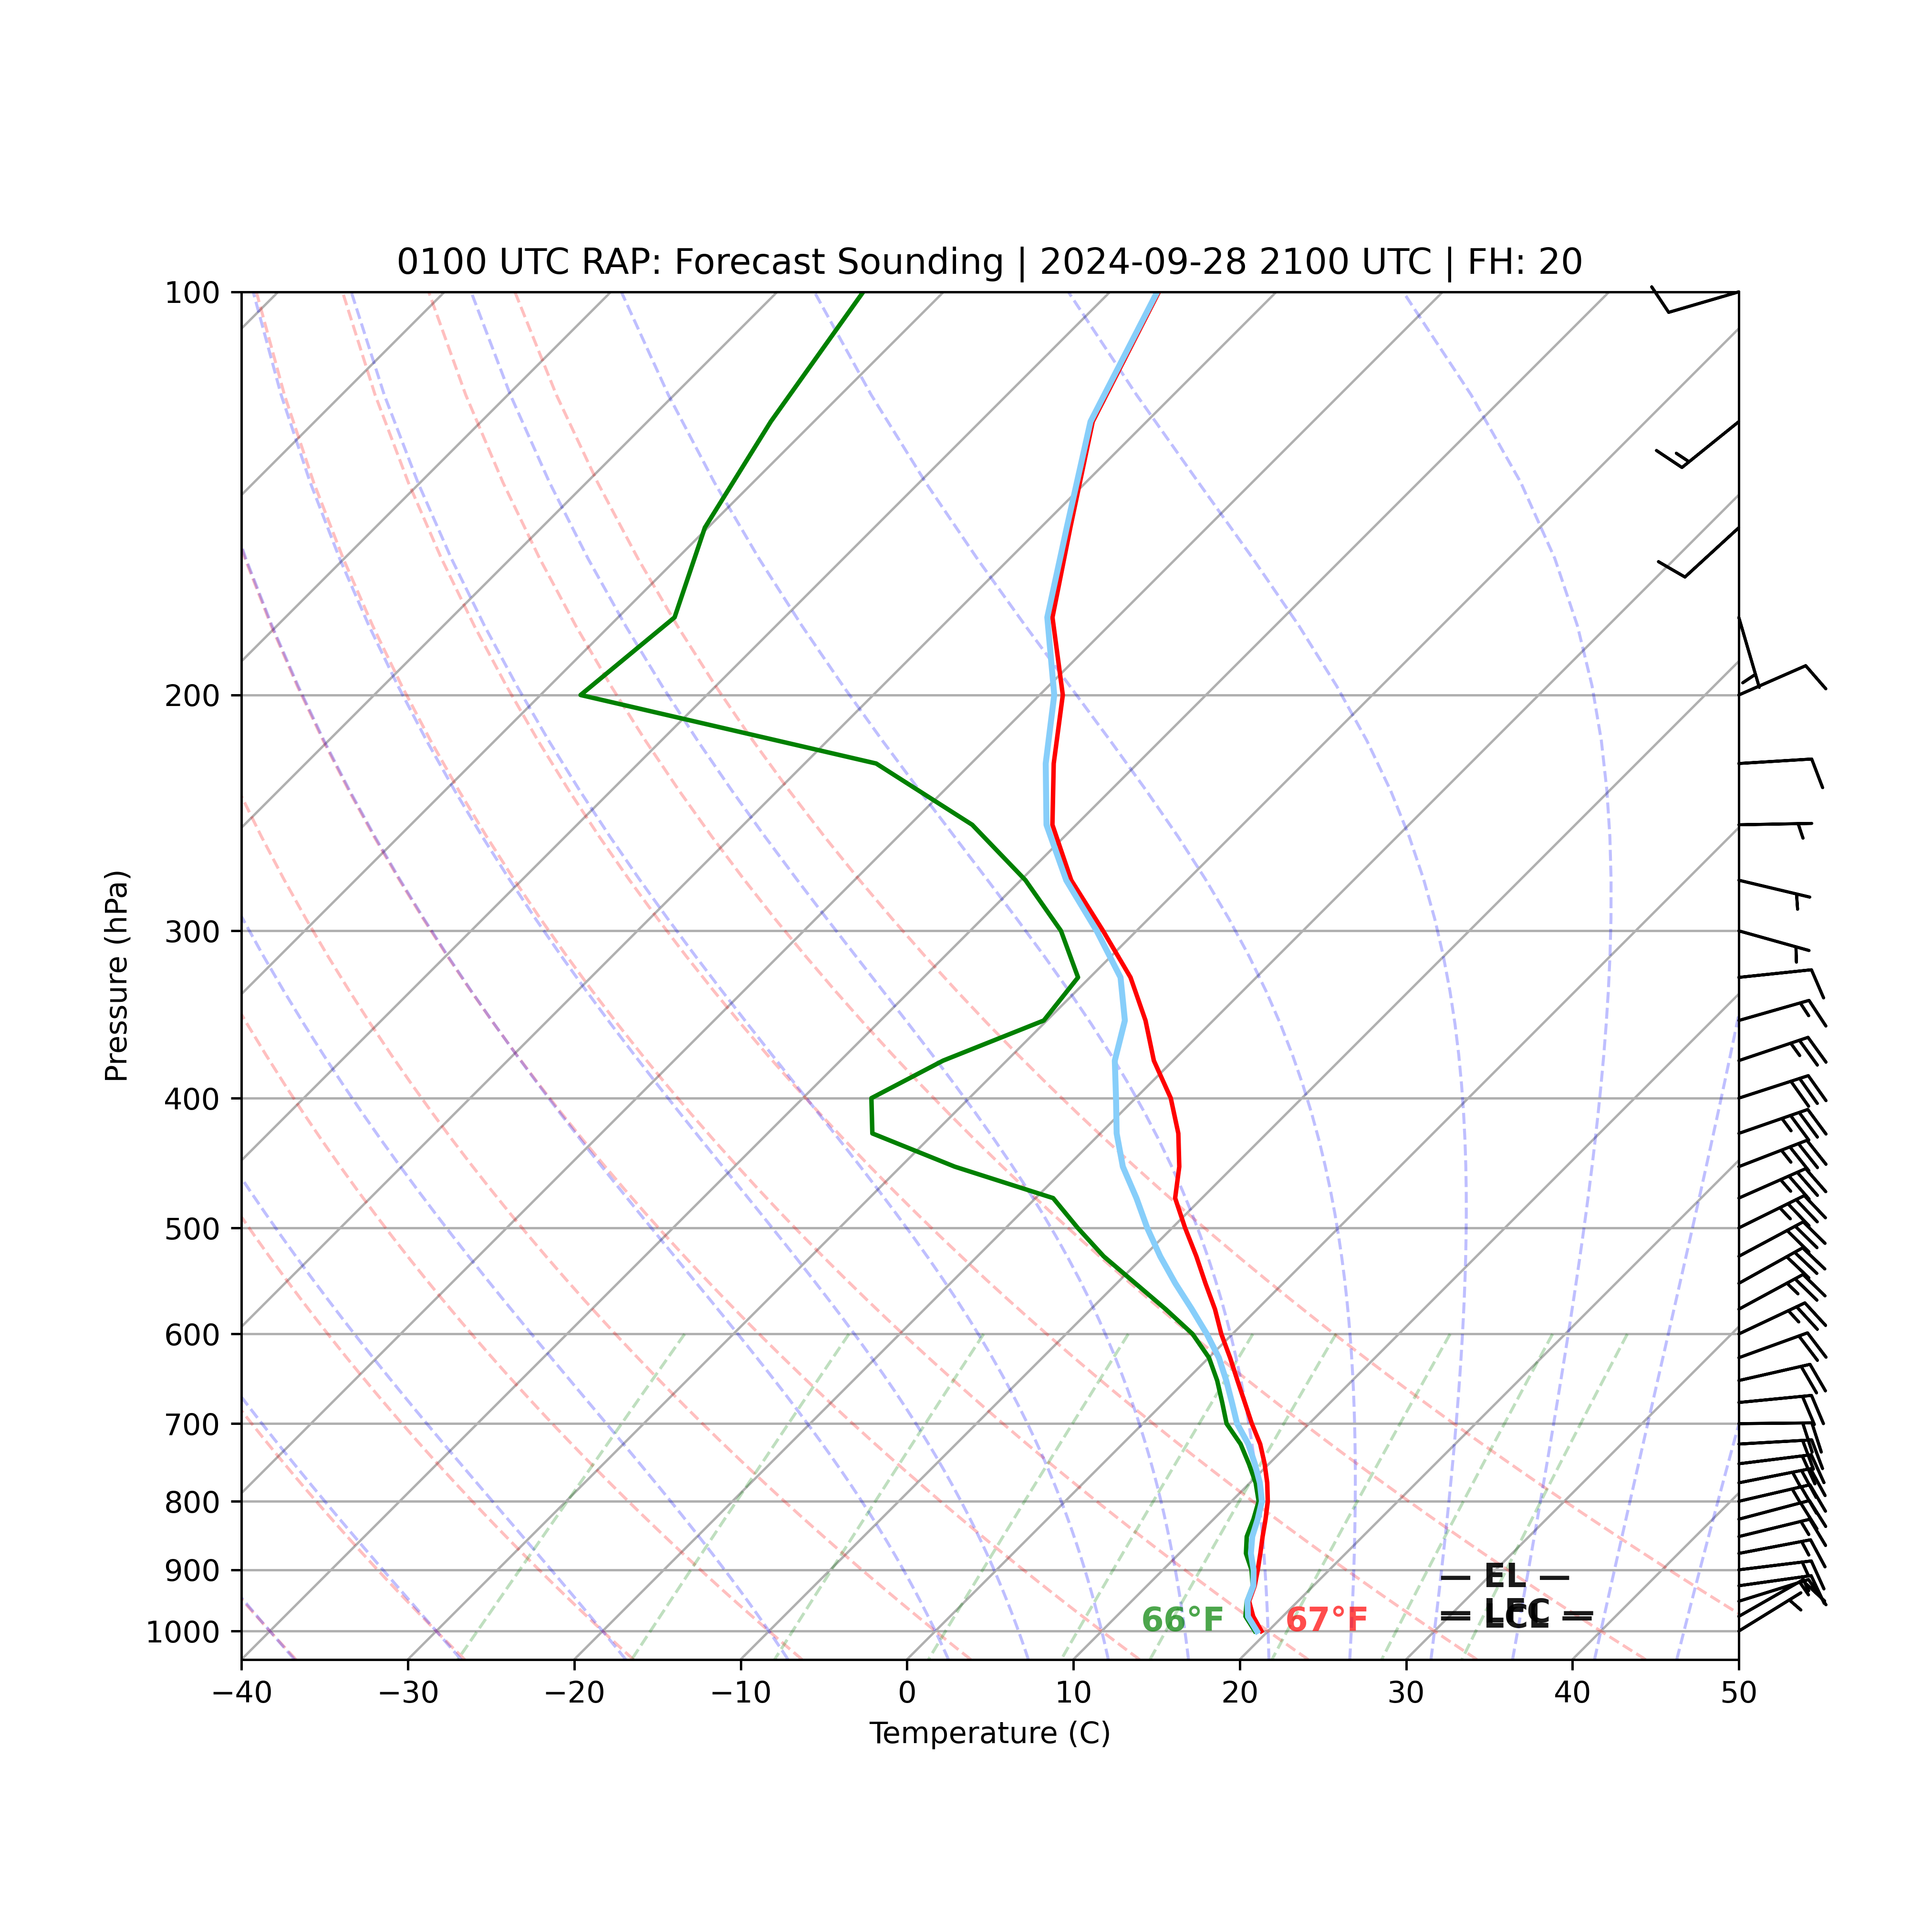 0100 UTC RAP: Forecast Sounding | 2024-09-28 2100 UTC | FH: 20
100
200
300
400
500
600
700
800
900
1000
Pressure (hPa)
— EL —
— LFC —
— LCL —
66°F
67°F
−40
−30
−20
−10
0
10
20
30
40
50
Temperature (C)